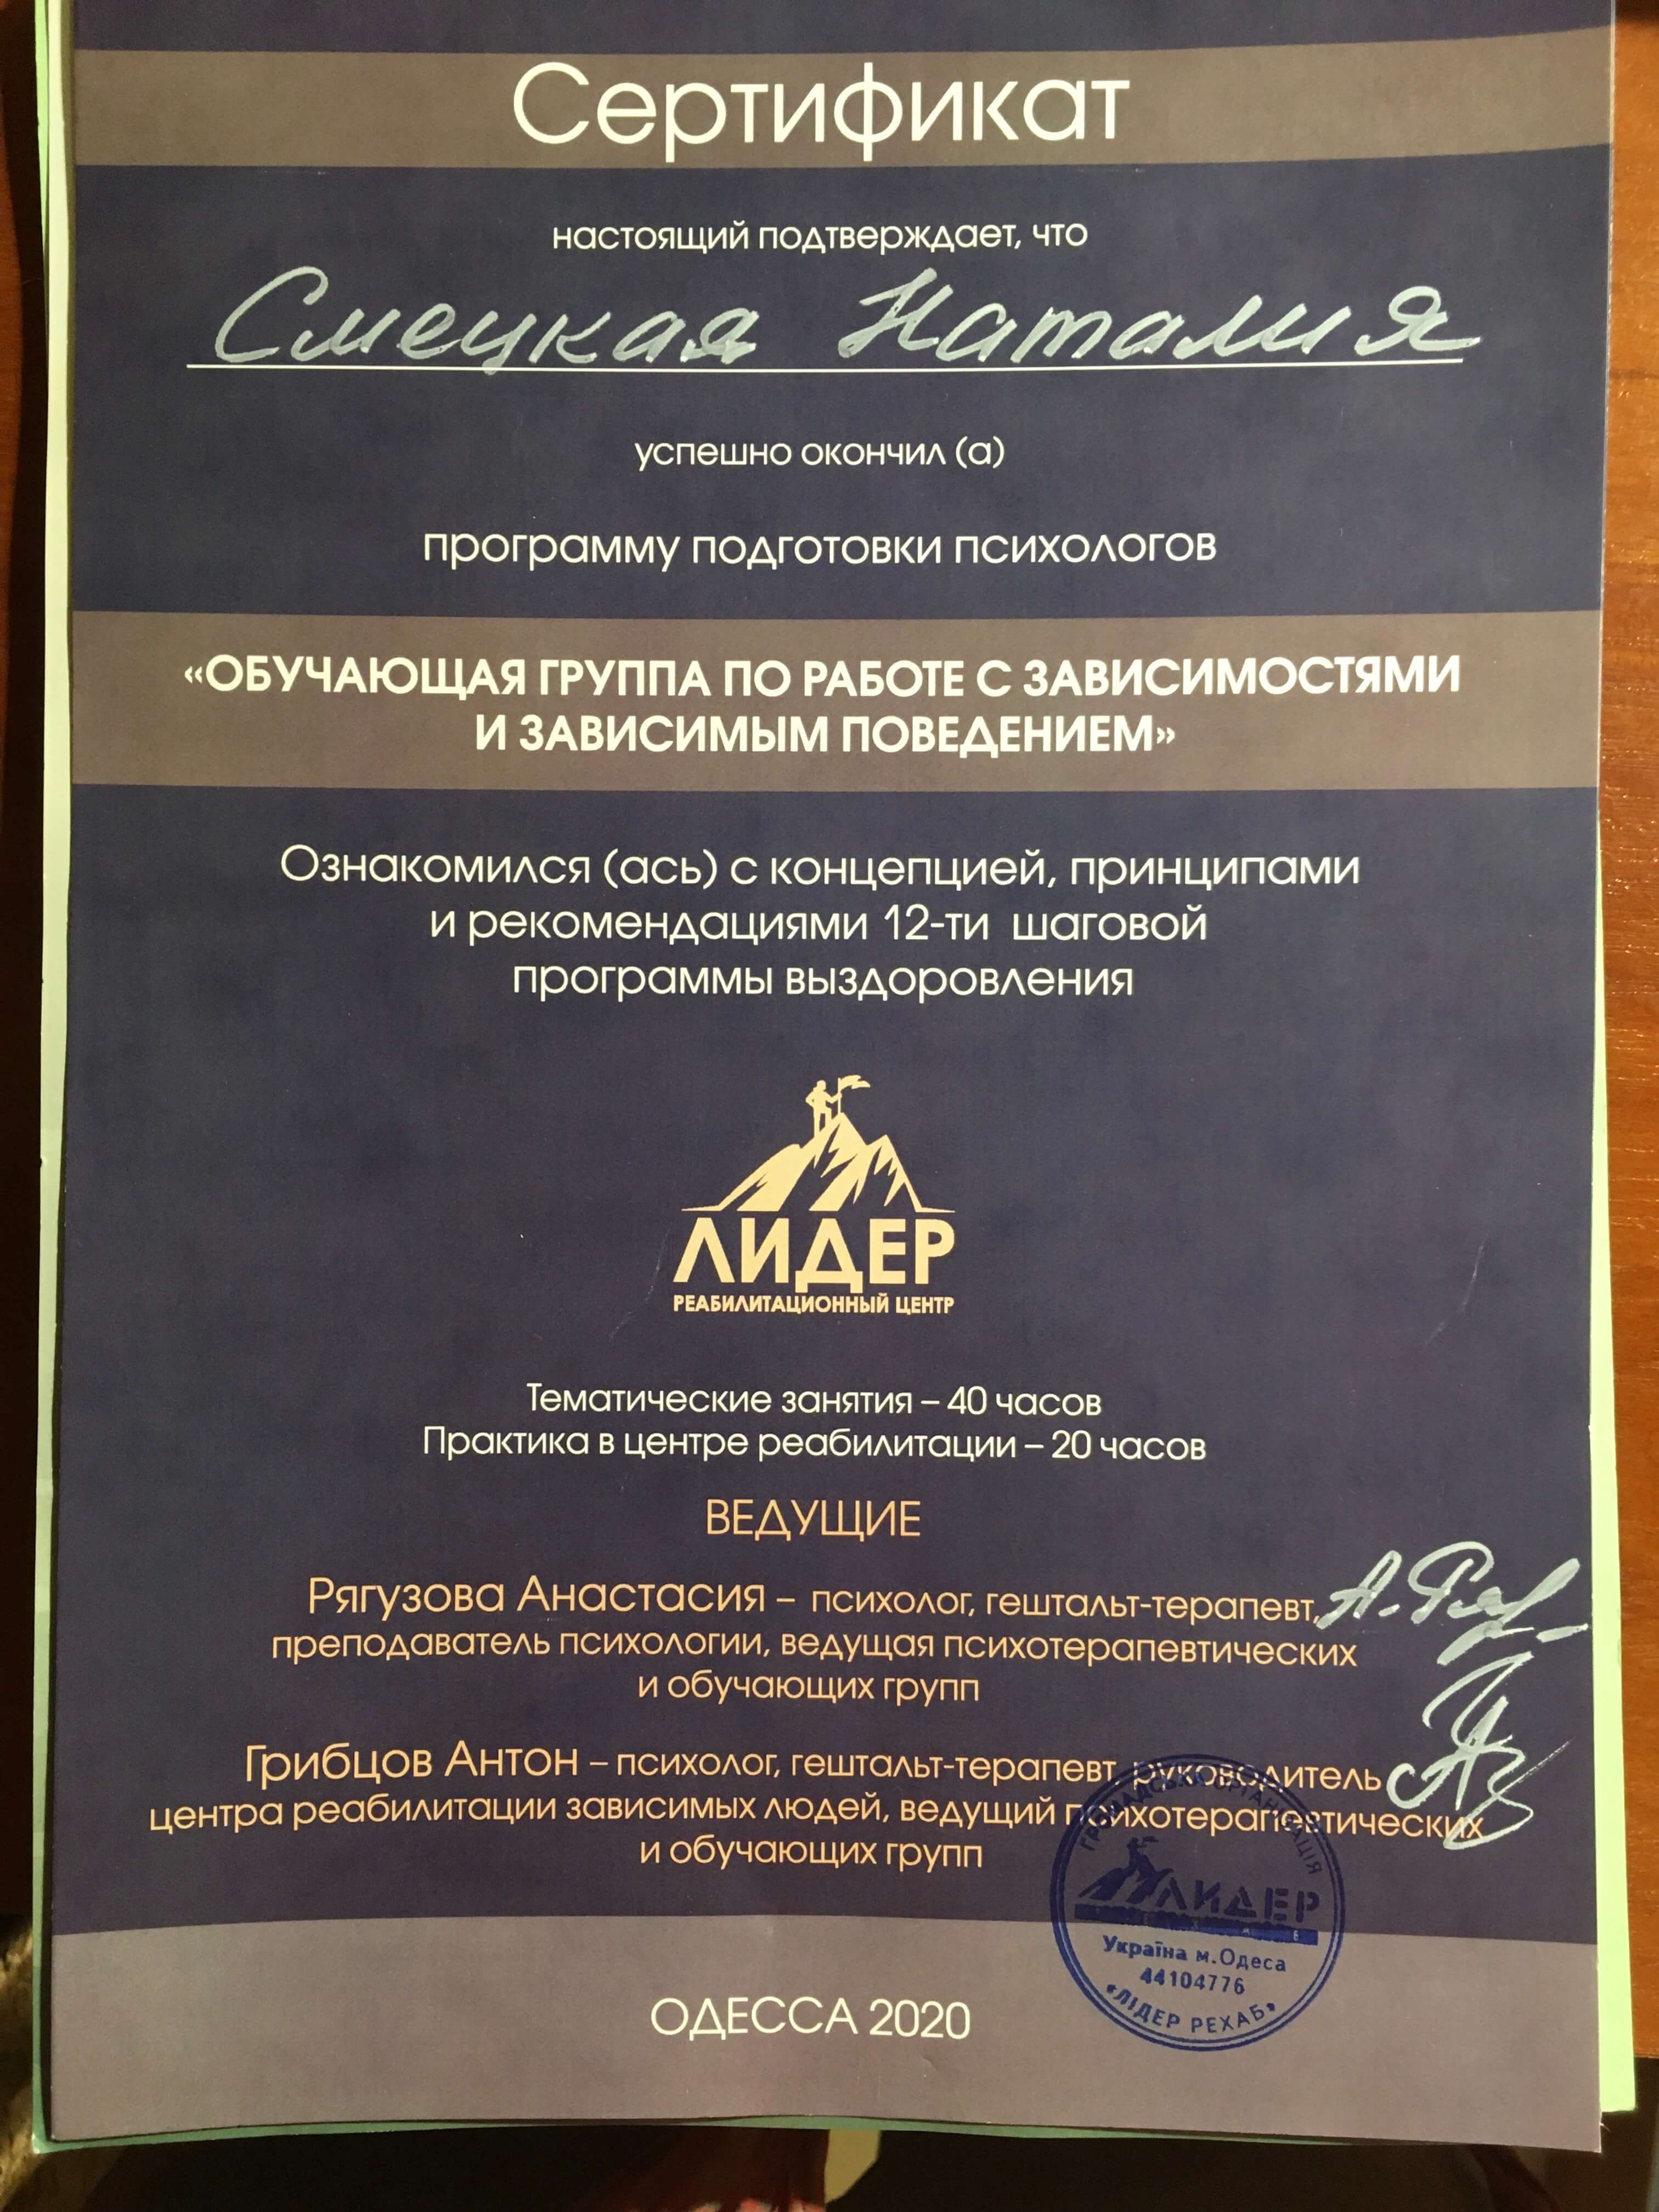 Сертификат
настоящий подтверждает, что
Смецкая Наталия
успешно окончил (а)
программу подготовки психологов
«ОБУЧАЮЩАЯ ГРУППА ПО РАБОТЕ С ЗАВИСИМОСТЯМИ
И ЗАВИСИМЫМ ПОВЕДЕНИЕМ»
Ознакомился (ась) с концепцией, принципами
и рекомендациями 12-ти шаговой
программы выздоровления
ЛИДЕР
РЕАБИЛИТАЦИОННЫЙ ЦЕНТР
Тематические занятия – 40 часов
Практика в центре реабилитации – 20 часов
ВЕДУЩИЕ
Рягузова Анастасия – психолог, гештальт-терапевт,
преподаватель психологии, ведущая психотерапевтических
и обучающих групп
Грибцов Антон – психолог, гештальт-терапевт, руководитель
центра реабилитации зависимых людей, ведущий психотерапевтических
и обучающих групп
ГРОМАДСЬКА ОРГАНІЗАЦІЯ
ЛИДЕР
Україна м.Одеса
44104776
«ЛІДЕР РЕХАБ»
ОДЕССА 2020